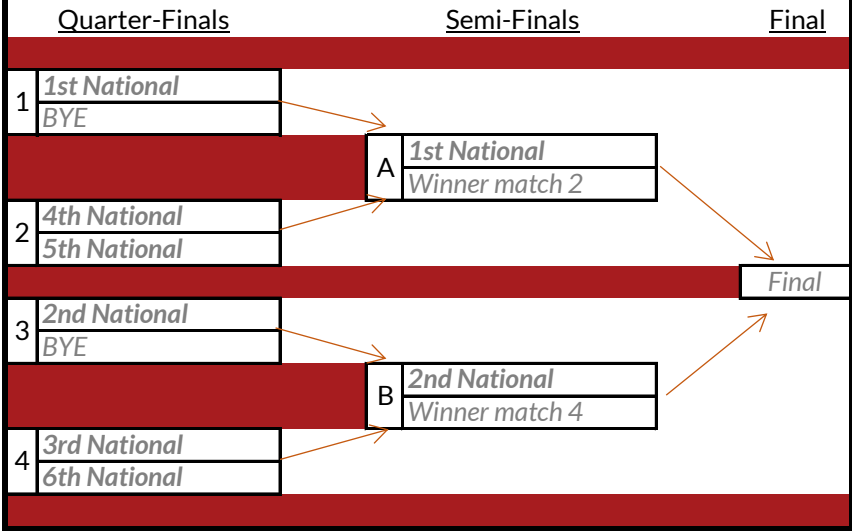 Quarter-Finals Semi-Finals Final
1 1st National
BYE
A 1st National
Winner match 2
2 4th National
5th National
Final
3 2nd National
BYE
B 2nd National
Winner match 4
4 3rd National
6th National